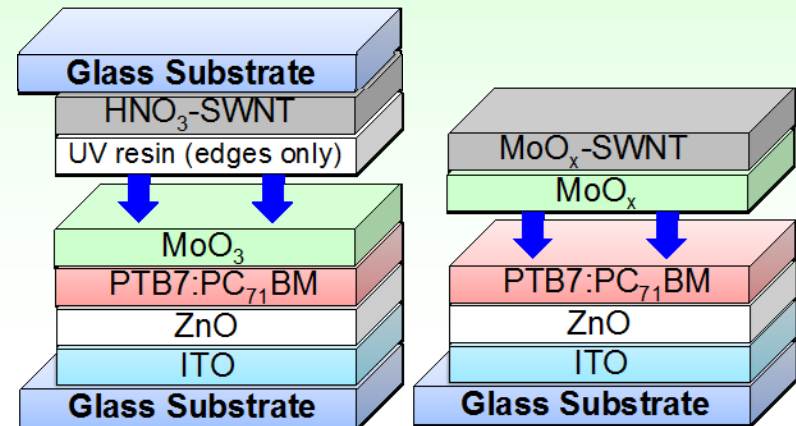 Glass Substrate
HNO₃-SWNT
UV resin (edges only)
MoO₃
PTB7:PC₇₁BM
ZnO
ITO
Glass Substrate
MoOₓ-SWNT
MoOₓ
PTB7:PC₇₁BM
ZnO
ITO
Glass Substrate